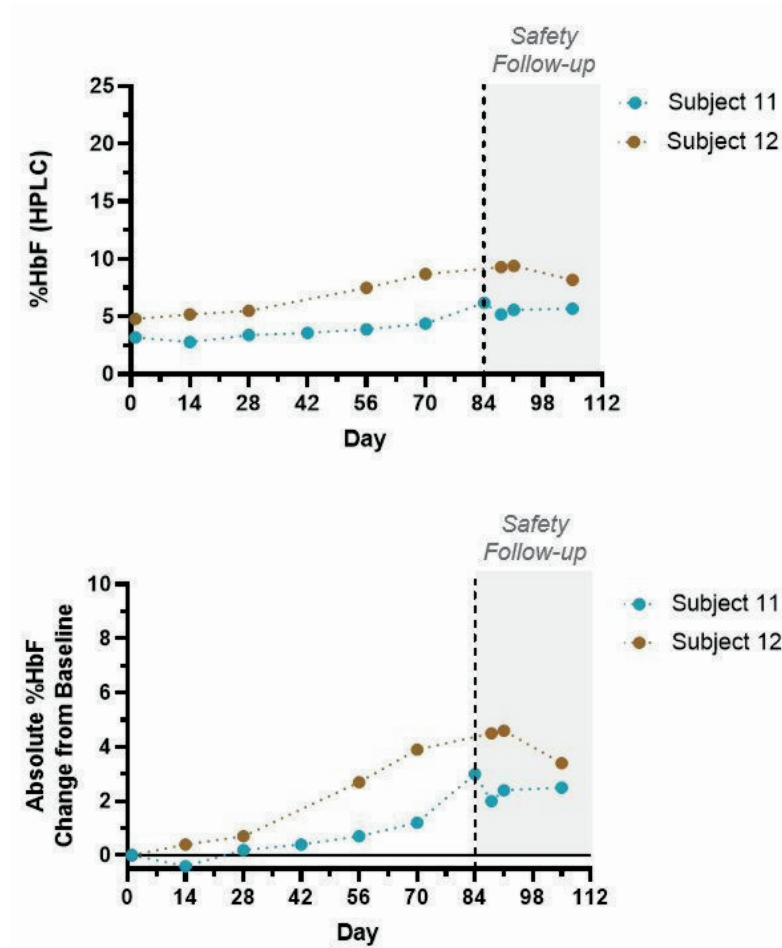 Safety
Follow-up
25
20
15
10
5
0
%HbF (HPLC)
0 14 28 42 56 70 84 98 112
Day
Subject 11
Subject 12
Safety
Follow-up
10
8
6
4
2
0
Absolute %HbF
Change from Baseline
0 14 28 42 56 70 84 98 112
Day
Subject 11
Subject 12